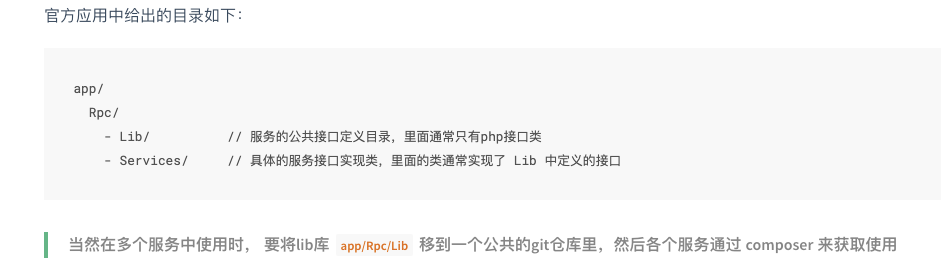 官方应用中给出的目录如下：
app/
Rpc/
- Lib/ // 服务的公共接口定义目录，里面通常只有php接口类
- Services/ // 具体的服务接口实现类，里面的类通常实现了 Lib 中定义的接口
当然在多个服务中使用时， 要将lib库 app/Rpc/Lib 移到一个公共的git仓库里，然后各个服务通过 composer 来获取使用